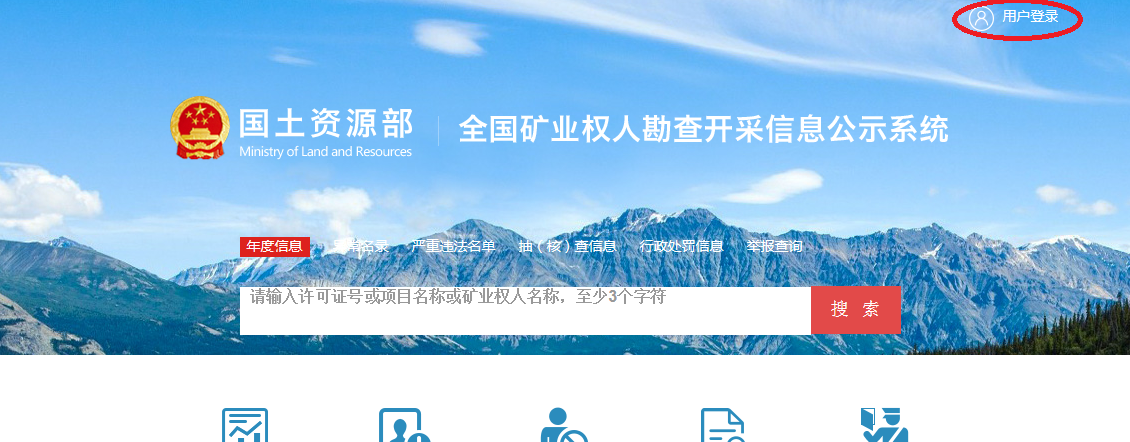 用户登录
国土资源部
Ministry of Land and Resources
全国矿业权人勘查开采信息公示系统
年度信息 异常名录 严重违法名单 抽（核）查信息 行政处罚信息 举报查询
请输入许可证号或项目名称或矿业权人名称，至少3个字符
搜 索